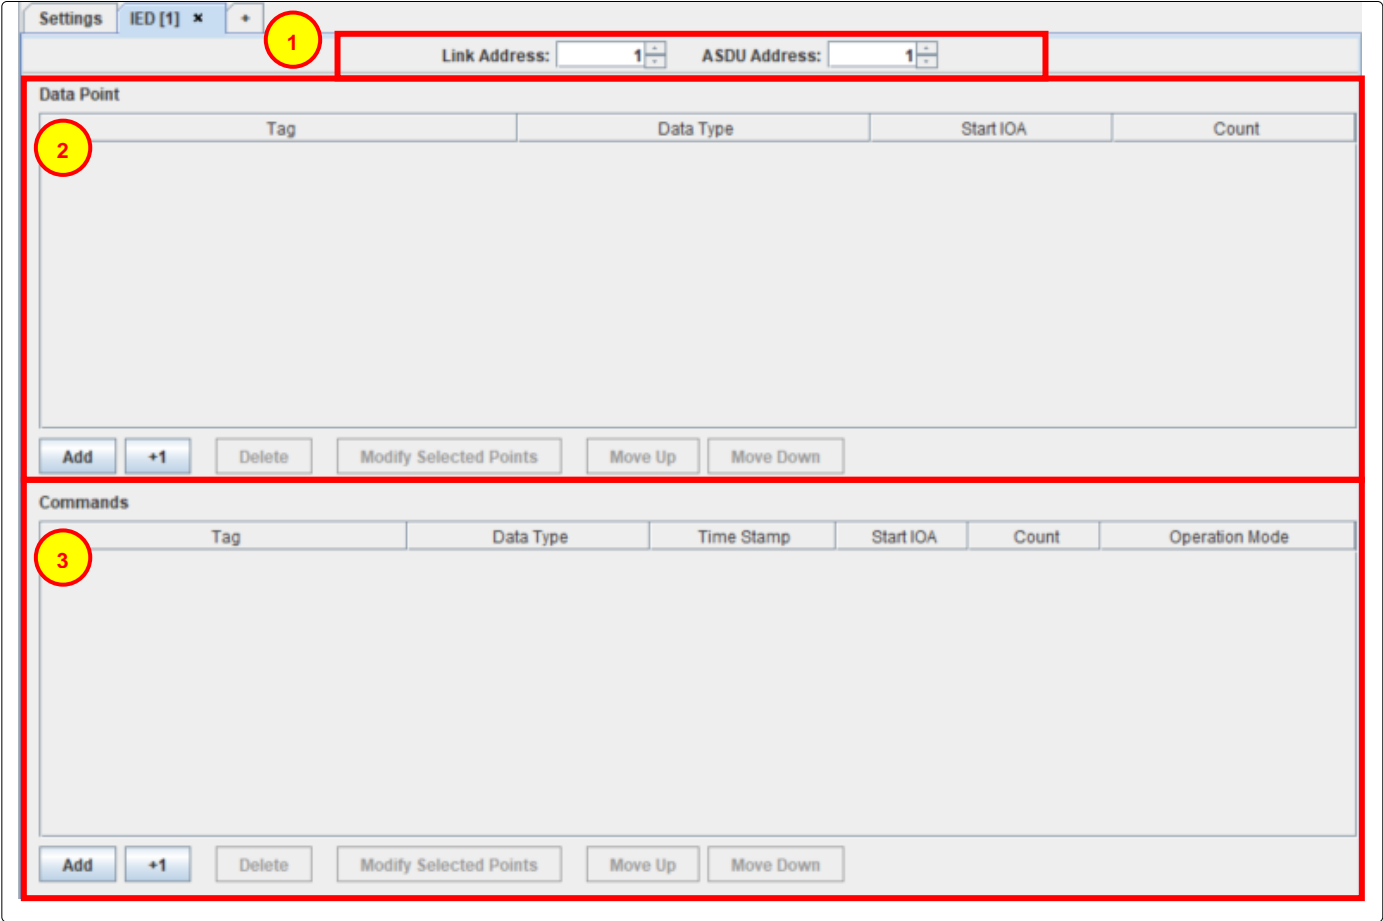 Settings IED [1] × +
1
Link Address: 1 ASDU Address: 1
Data Point
Tag Data Type Start IOA Count
2
Add +1 Delete Modify Selected Points Move Up Move Down
Commands
Tag Data Type Time Stamp Start IOA Count Operation Mode
3
Add +1 Delete Modify Selected Points Move Up Move Down